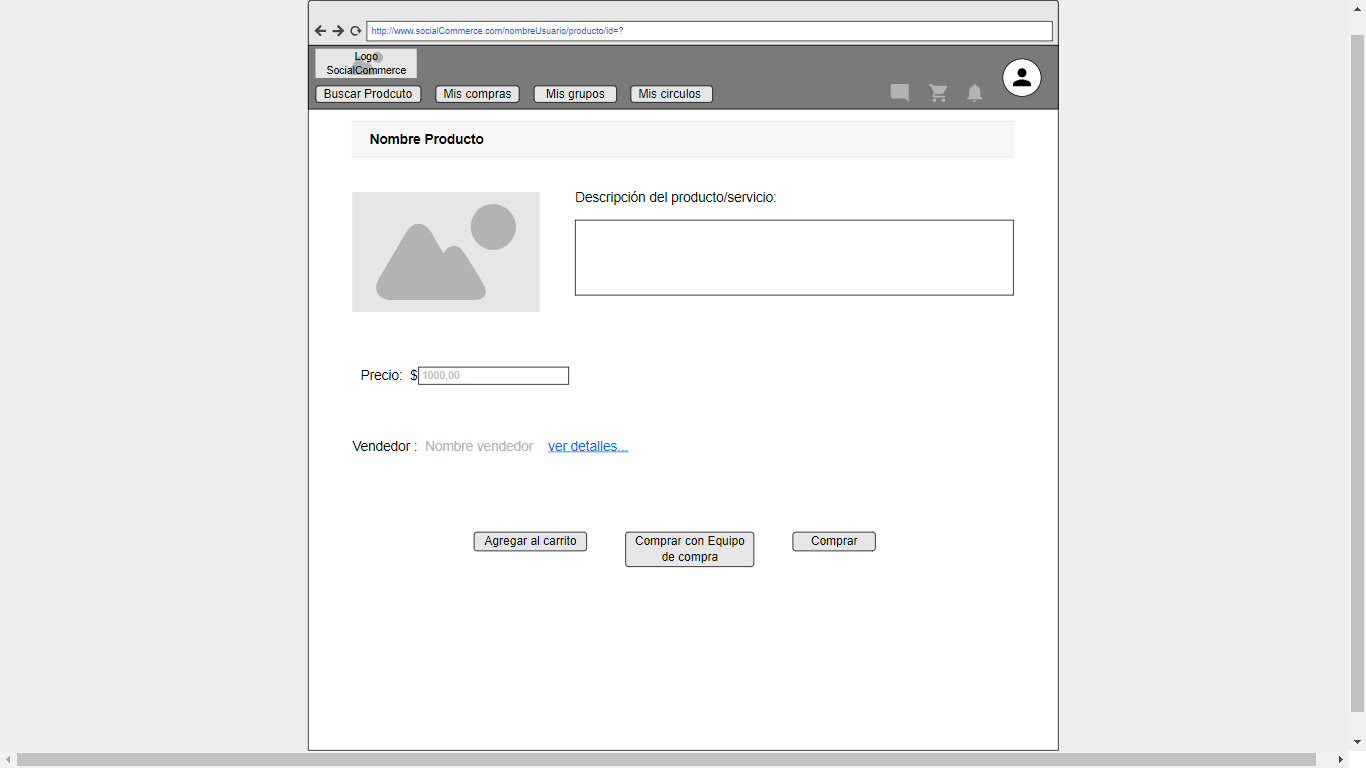 http://www.socialCommerce.com/nombreUsuario/producto/id=?
Logo
SocialCommerce
Buscar Prodcuto
Mis compras
Mis grupos
Mis circulos
Nombre Producto
Descripción del producto/servicio:
Precio: $ 1000,00
Vendedor : Nombre vendedor ver detalles...
Agregar al carrito
Comprar con Equipo
de compra
Comprar